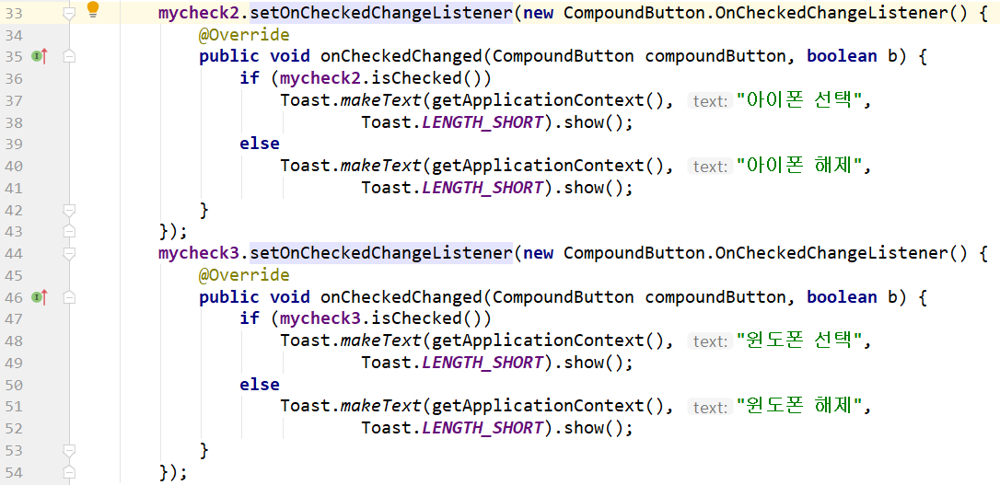 33 mycheck2.setOnCheckedChangeListener(new CompoundButton.OnCheckedChangeListener() {
34 @Override
35 public void onCheckedChanged(CompoundButton compoundButton, boolean b) {
36 if (mycheck2.isChecked())
37 Toast.makeText(getApplicationContext(), text: "아이폰 선택",
38 Toast.LENGTH_SHORT).show();
39 else
40 Toast.makeText(getApplicationContext(), text: "아이폰 해제",
41 Toast.LENGTH_SHORT).show();
42 }
43 });
44 mycheck3.setOnCheckedChangeListener(new CompoundButton.OnCheckedChangeListener() {
45 @Override
46 public void onCheckedChanged(CompoundButton compoundButton, boolean b) {
47 if (mycheck3.isChecked())
48 Toast.makeText(getApplicationContext(), text: "윈도폰 선택",
49 Toast.LENGTH_SHORT).show();
50 else
51 Toast.makeText(getApplicationContext(), text: "윈도폰 해제",
52 Toast.LENGTH_SHORT).show();
53 }
54 });